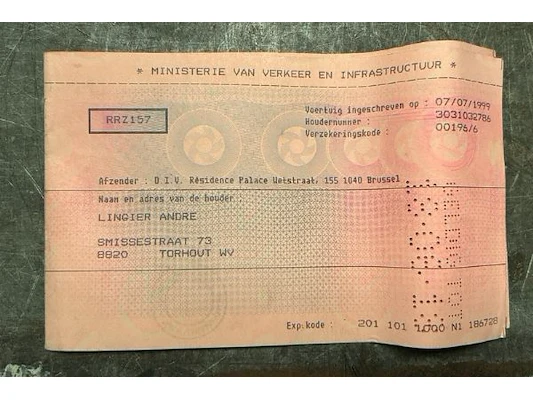 * MINISTERIE VAN VERKEER EN INFRASTRUCTUUR *
RRZ157
Voertuig ingeschreven op : 07/07/1999
Houdernummer : 3031032786
Verzekeringskode : 00196/6
Afzender : D.I.V. Résidence Palace Wetstraat, 155 1040 Brussel
Naam en adres van de houder :
LINGIER ANDRE
SMISSESTRAAT 73
8820 TORHOUT WV
Exp.kode : 201 101 1000 N1 186728